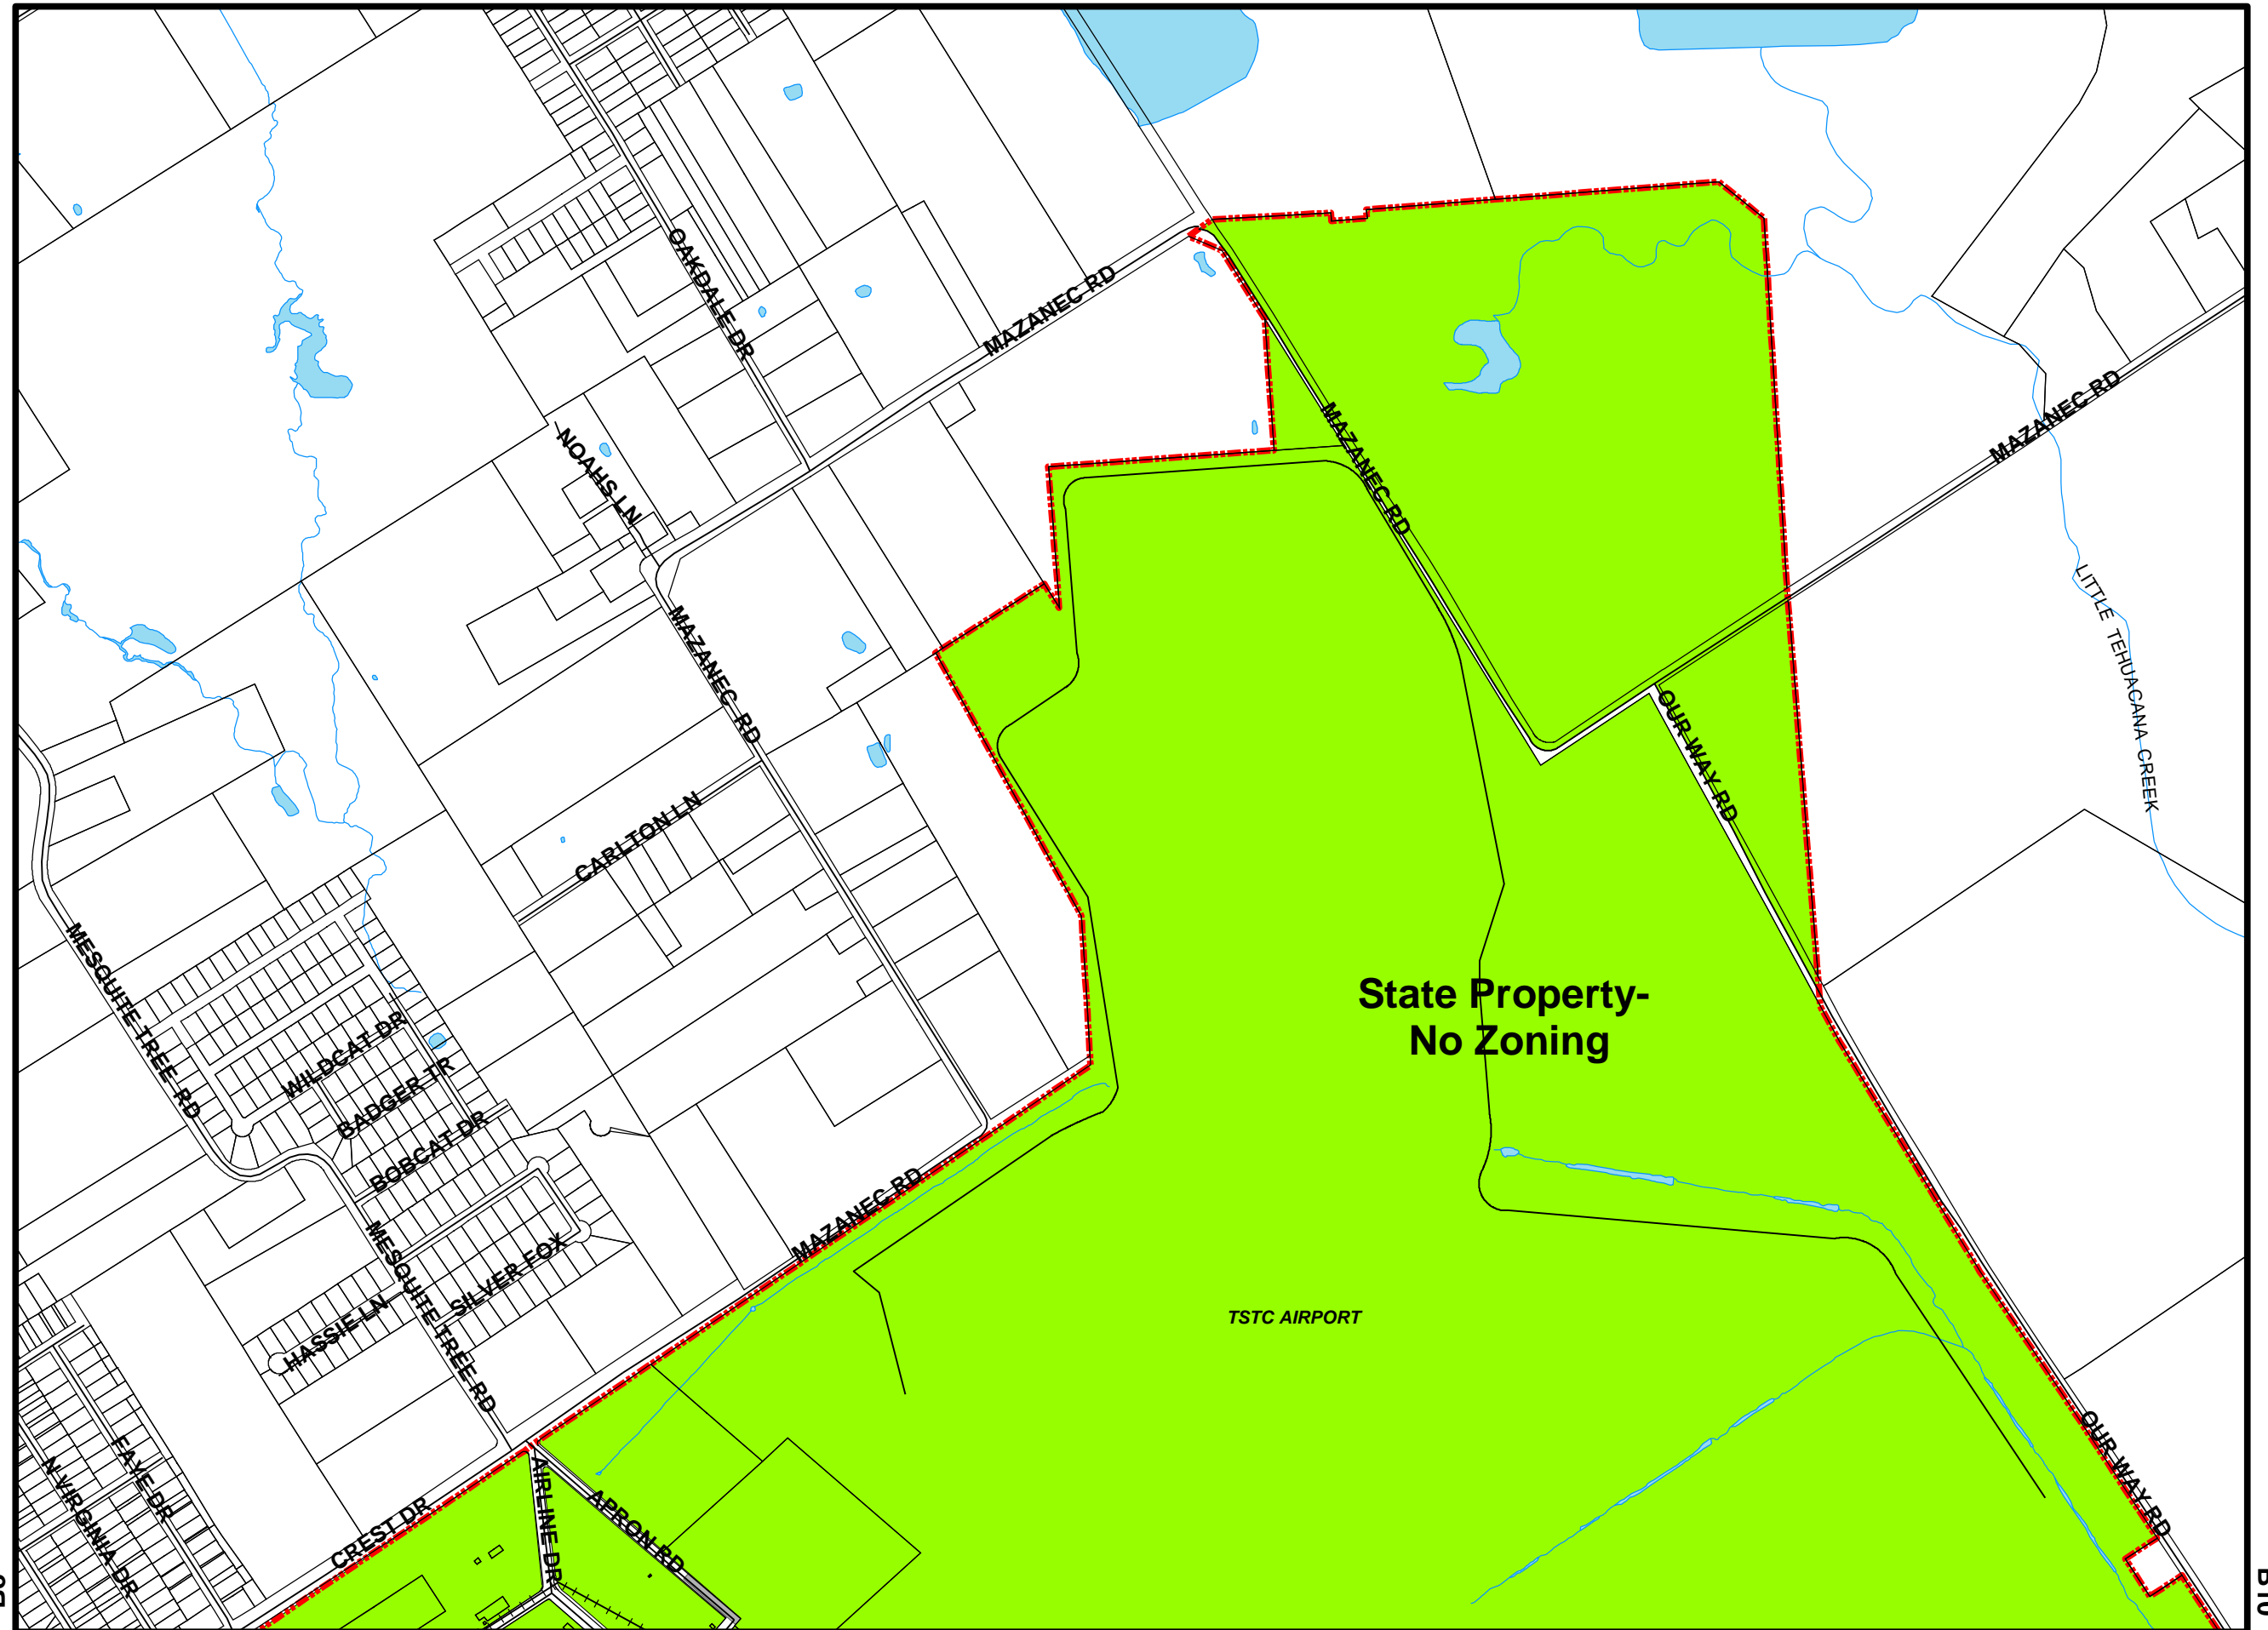 OAKDALE DR
MAZANEC RD
MAZANEC RD
MAZANEC RD
NOAHS LN
LITTLE TEHUACANA CREEK
MAZANEC RD
OUR WAY RD
CARLTON LN
MESQUITE TREE RD
State Property-
No Zoning
WILDCAT DR
BADGER TR
BOBCAT DR
MAZANEC RD
MESQUITE TREE RD
SILVER FOX
HASSIE LN
TSTC AIRPORT
FAYE DR
N VIRGINIA DR
CREST DR
AIRLINE DR
APRON RD
OUR WAY RD
B10